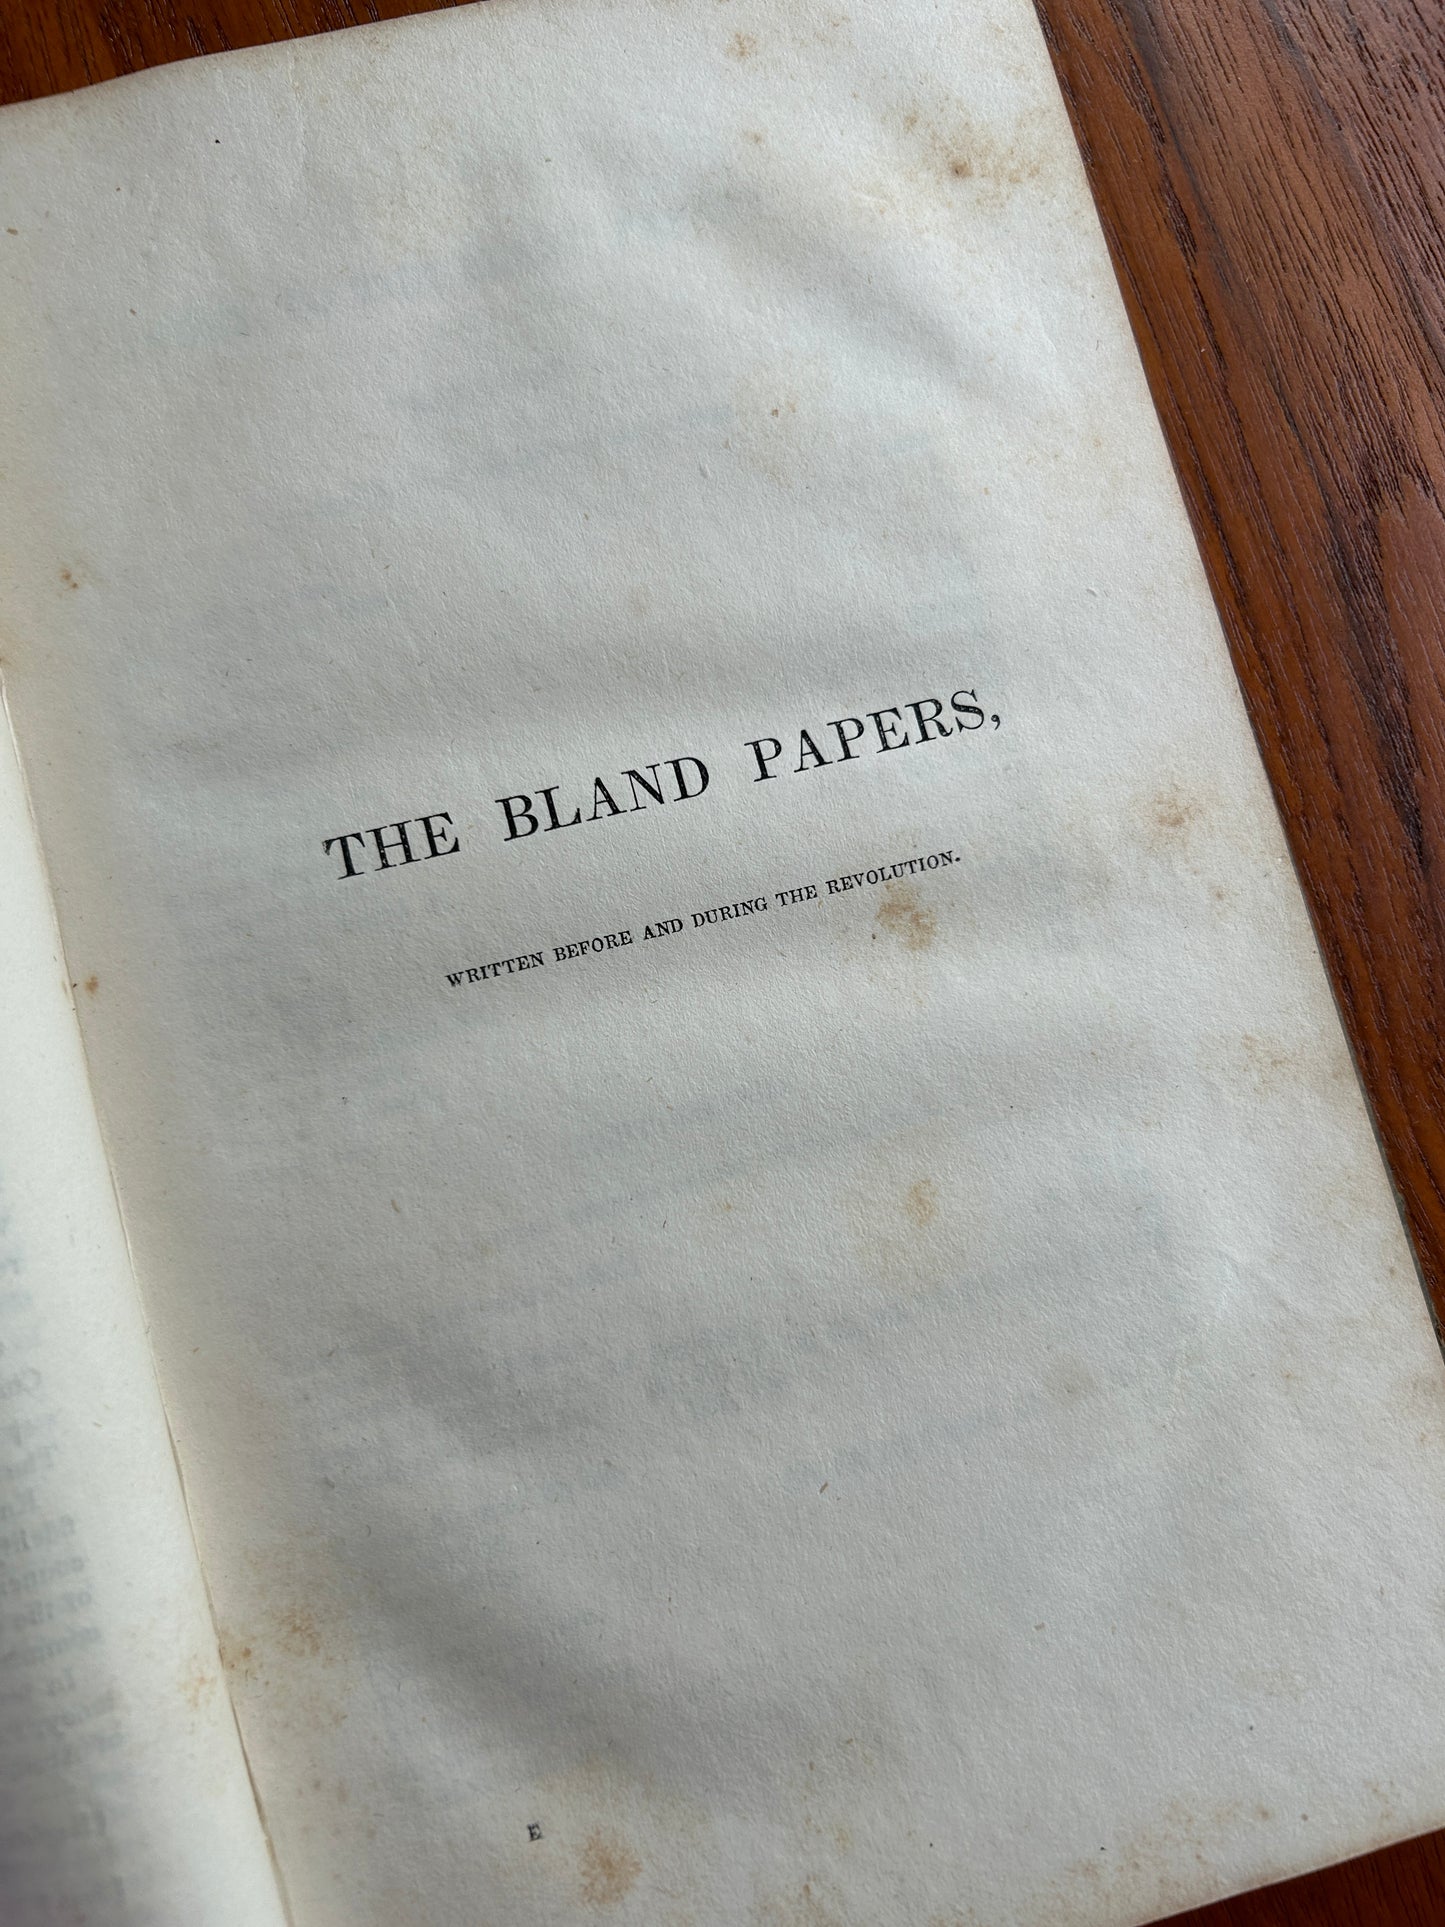 THE BLAND PAPERS,
WRITTEN BEFORE AND DURING THE REVOLUTION.
E